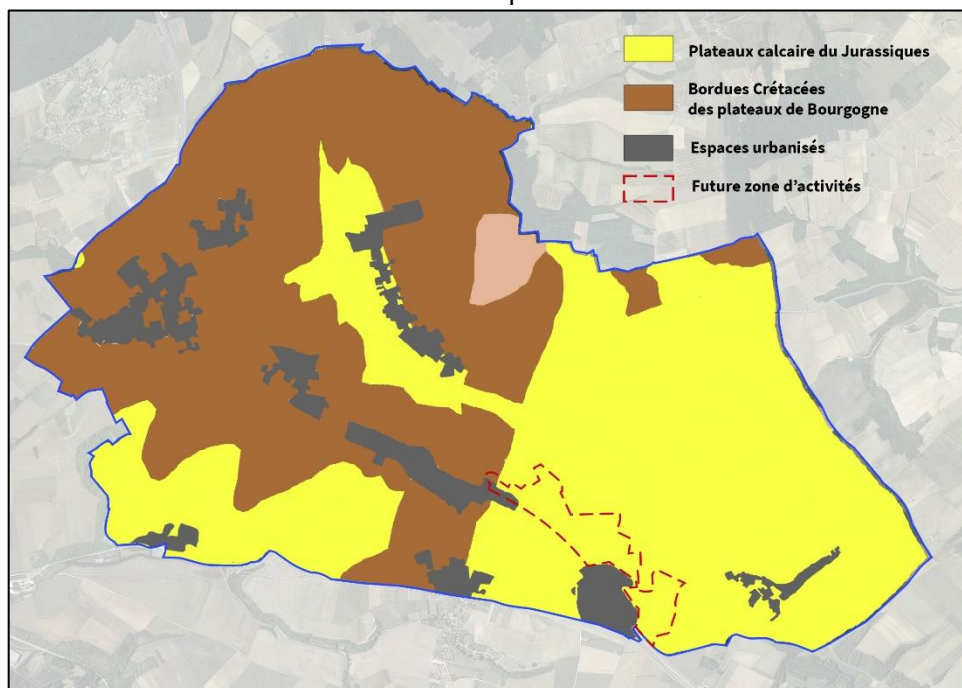 Plateaux calcaire du Jurassiques
Bordues Crétacées
des plateaux de Bourgogne
Espaces urbanisés
Future zone d'activités